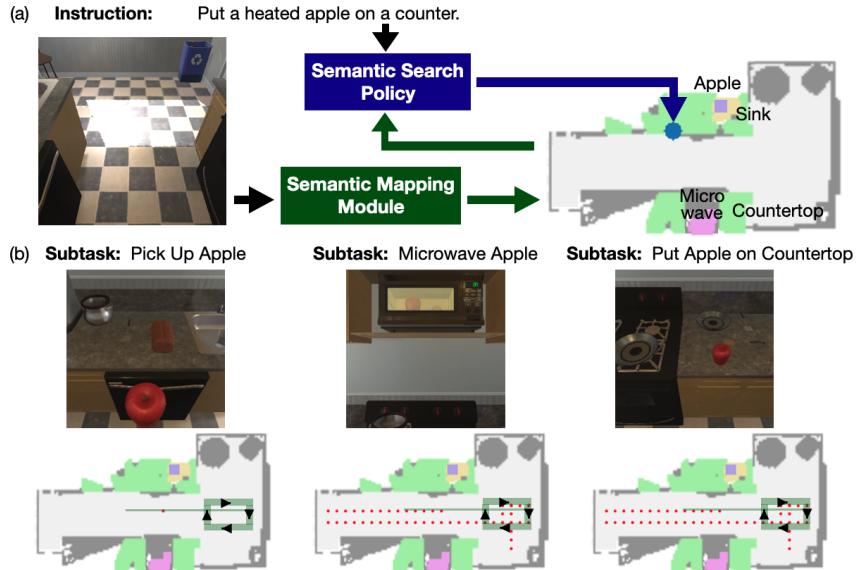 (a) Instruction: Put a heated apple on a counter.
Semantic Search
Policy
Apple
Sink
Semantic Mapping
Module
Micro
wave Countertop
(b) Subtask: Pick Up Apple Subtask: Microwave Apple Subtask: Put Apple on Countertop